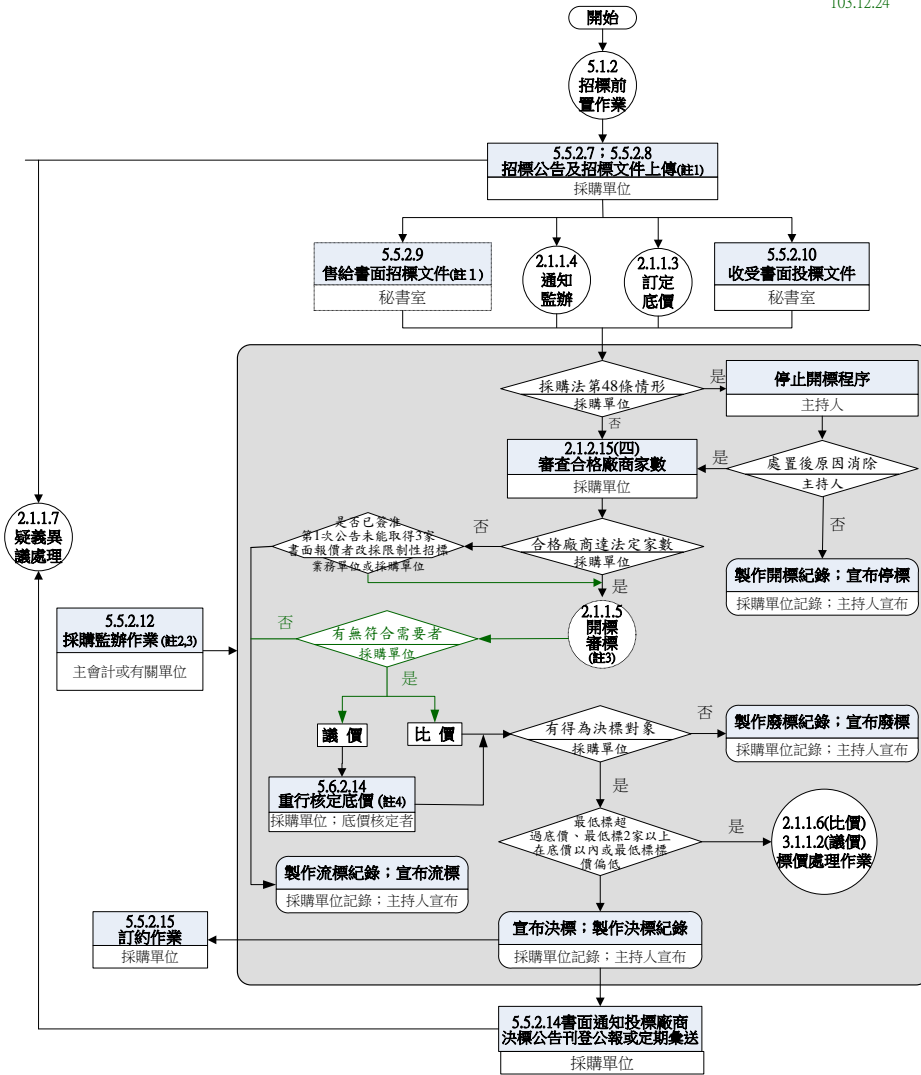 103.12.24
開始
5.1.2
招標前
置作業
5.5.2.7；5.5.2.8
招標公告及招標文件上傳(註1)
採購單位
5.5.2.9
售給書面招標文件(註1)
秘書室
2.1.1.4
通知
監辦
2.1.1.3
訂定
底價
5.5.2.10
收受書面投標文件
秘書室
採購法第48條情形
採購單位
是
否
停止開標程序
主持人
2.1.2.15(四)
審查合格廠商家數
採購單位
是
處置後原因消除
主持人
否
2.1.1.7
疑義異
議處理
是否已簽准
第1次公告未能取得3家
書面報價者改採限制性招標
業務單位或採購單位
否
合格廠商達法定家數
採購單位
是
製作開標紀錄；宣布停標
採購單位記錄；主持人宣布
5.5.2.12
採購監辦作業(註2,3)
主會計或有關單位
否
有無符合需要者
採購單位
是
2.1.1.5
開標
審標
(註3)
議 價
比 價
有得為決標對象
採購單位
否
是
製作廢標紀錄；宣布廢標
採購單位記錄；主持人宣布
5.6.2.14
重行核定底價(註4)
採購單位；底價核定者
最低標超
過底價、最低標2家以上
在底價以內或最低標標
價偏低
是
2.1.1.6(比價)
3.1.1.2(議價)
標價處理作業
製作流標紀錄；宣布流標
採購單位記錄；主持人宣布
5.5.2.15
訂約作業
採購單位
宣布決標；製作決標紀錄
採購單位記錄；主持人宣布
5.5.2.14書面通知投標廠商
決標公告刊登公報或定期彙送
採購單位